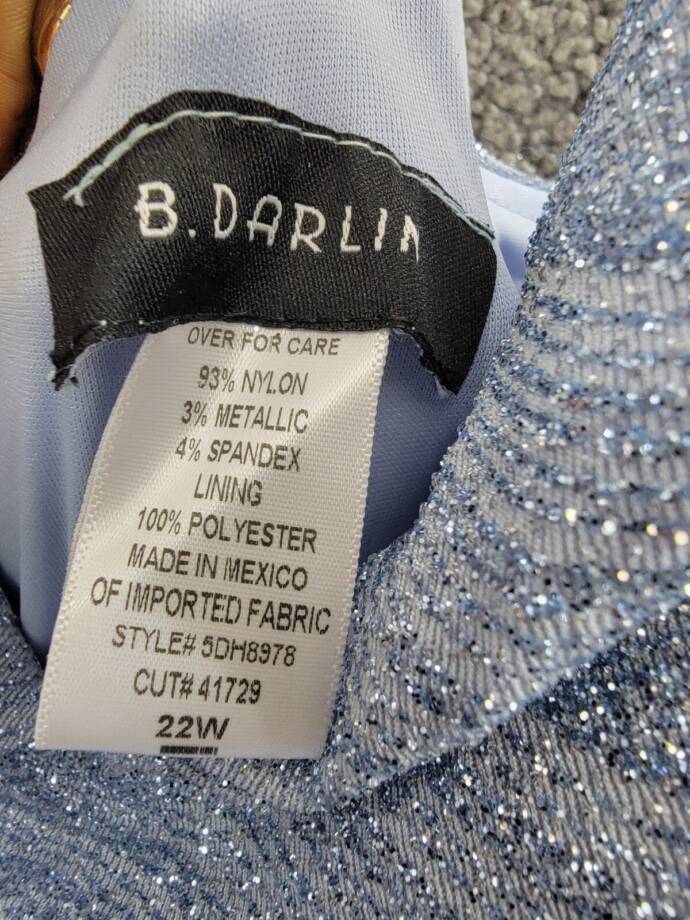 B. DARLIN
OVER FOR CARE
93% NYLON
3% METALLIC
4% SPANDEX
LINING
100% POLYESTER
MADE IN MEXICO
OF IMPORTED FABRIC
STYLE# 5DH8978
CUT# 41729
22W